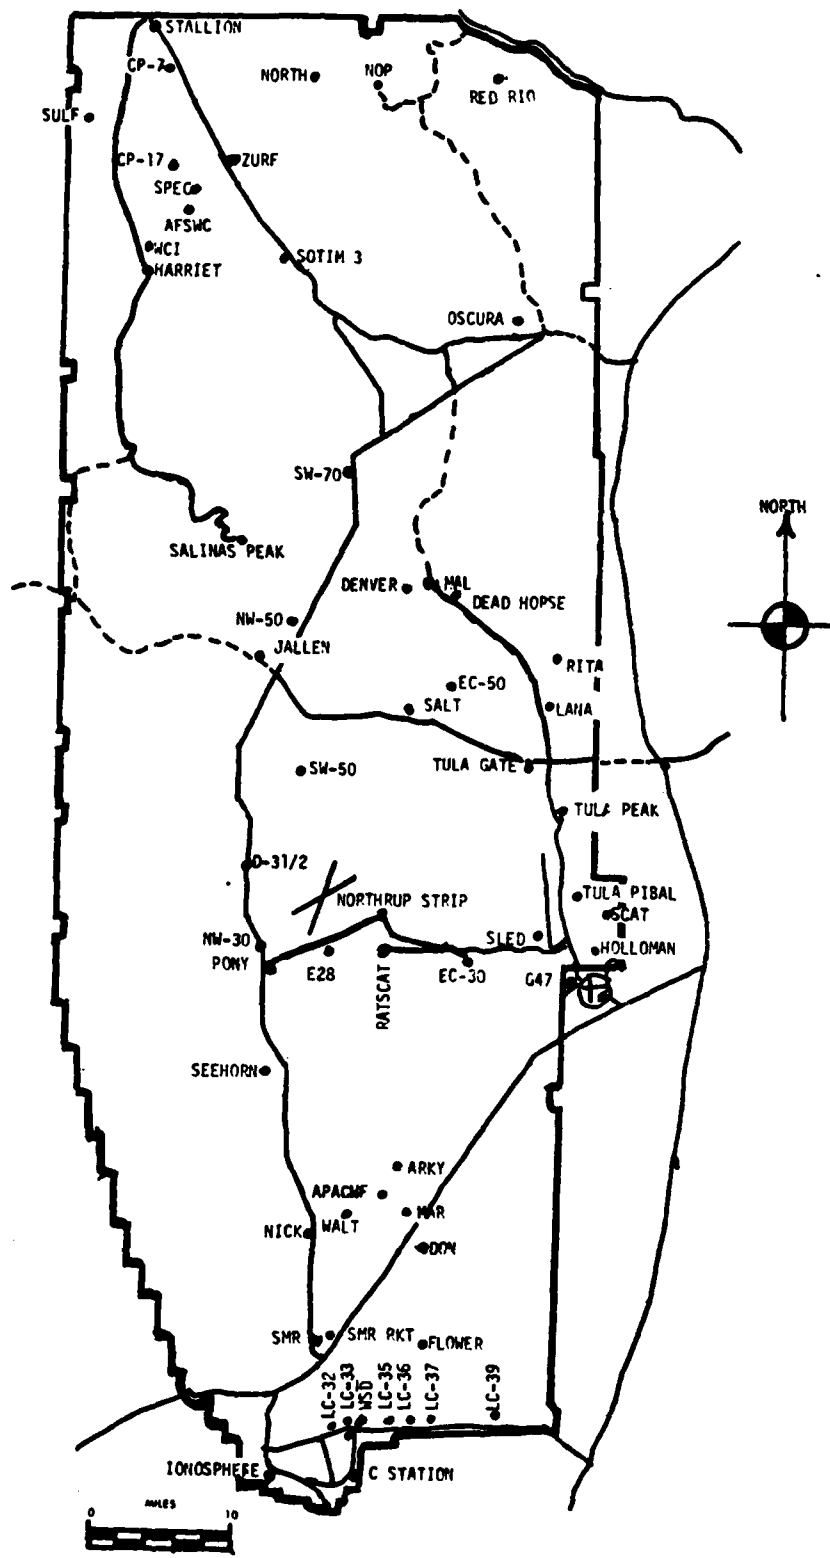 STALLION
CP-7
NORTH
NOP
RED RIO
SULF
CP-17
ZURF
SPEC
AFSWC
WCI
HARRIET
SOTIM 3
OSCURA
SW-70
NORTH
SALINAS PEAK
DENVER
MAL
DEAD HORSE
NW-50
JALLEN
RITA
EC-50
SALT
LANA
SW-50
TULA GATE
TULA PEAK
D-31/2
NORTHRUP STRIP
TULA PIBAL
SCAT
NW-30
SLED
HOLLOMAN
PONY
E28
RATSCAT
EC-30
G47
SEEHORN
ARKY
MAR
NICK
WALT
DON
SMR
SMR RKT
FLOWER
LC-32
LC-33
WSD
LC-35
LC-36
LC-37
LC-39
IONOSPHERE
C STATION
MILES
0
10